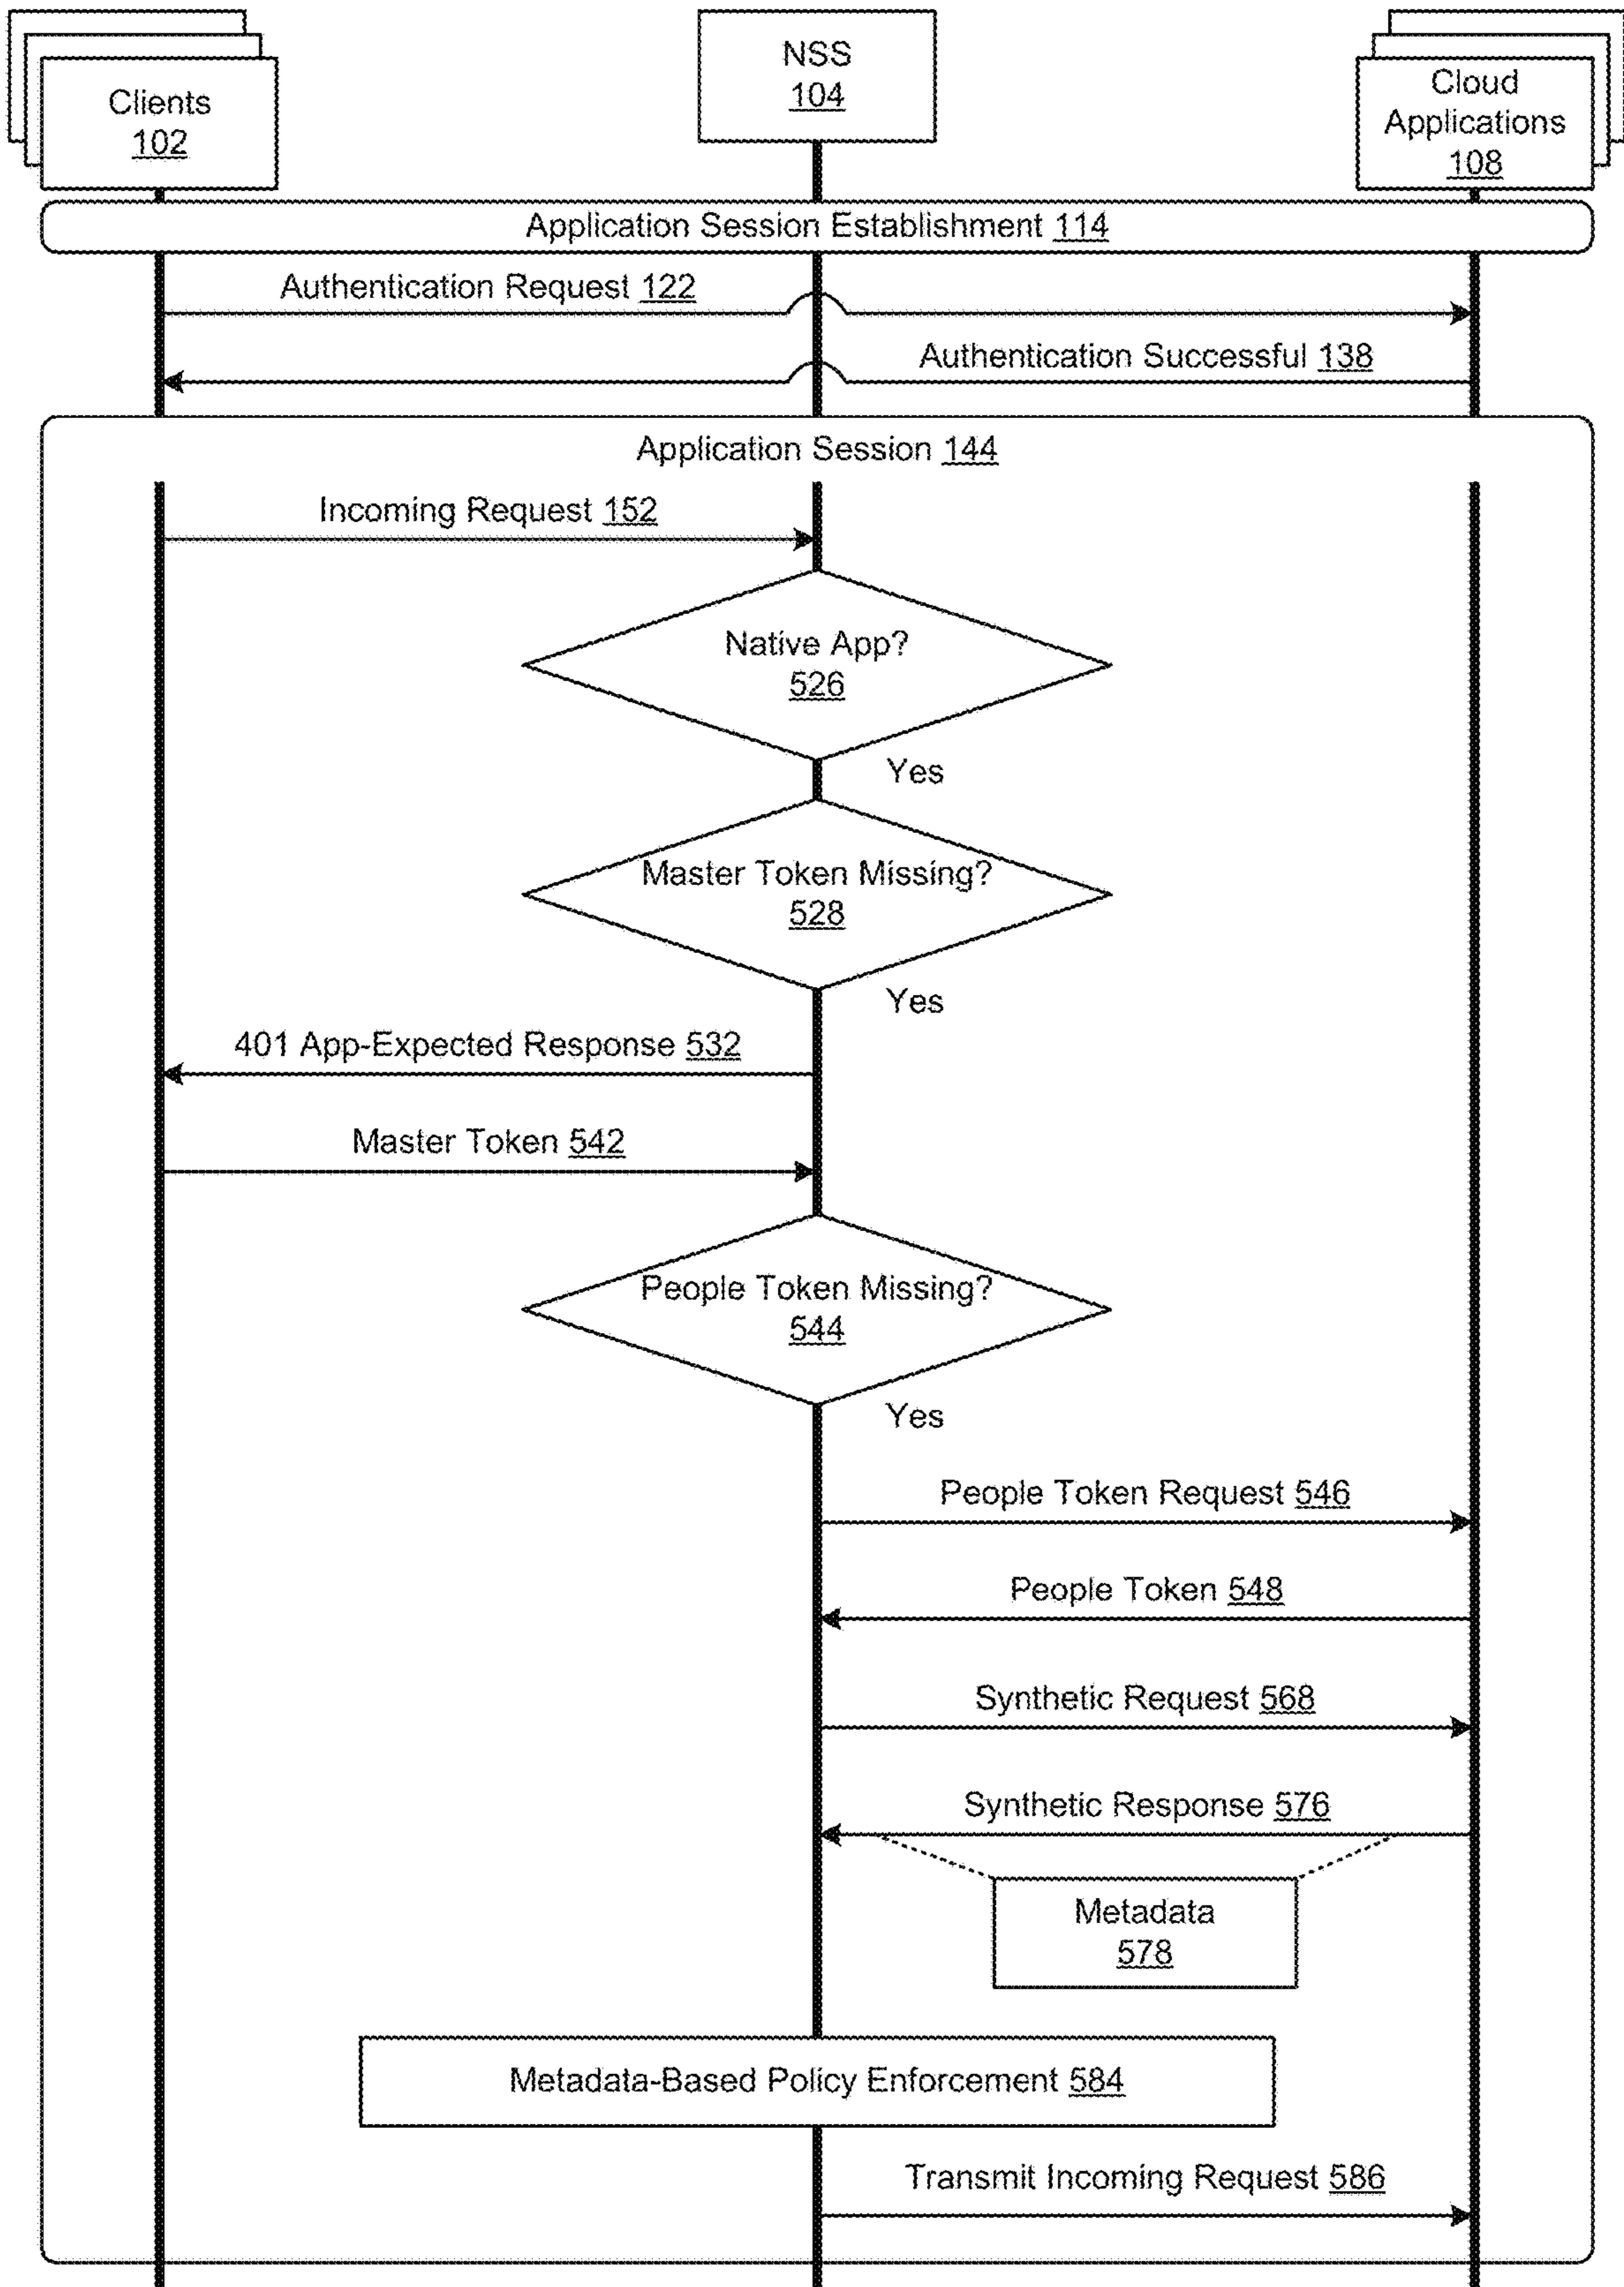 Clients
102
NSS
104
Cloud
Applications
108
Application Session Establishment 114
Authentication Request 122
Authentication Successful 138
Application Session 144
Incoming Request 152
Native App?
526
Yes
Master Token Missing?
528
Yes
401 App-Expected Response 532
Master Token 542
People Token Missing?
544
Yes
People Token Request 546
People Token 548
Synthetic Request 568
Synthetic Response 576
Metadata
578
Metadata-Based Policy Enforcement 584
Transmit Incoming Request 586